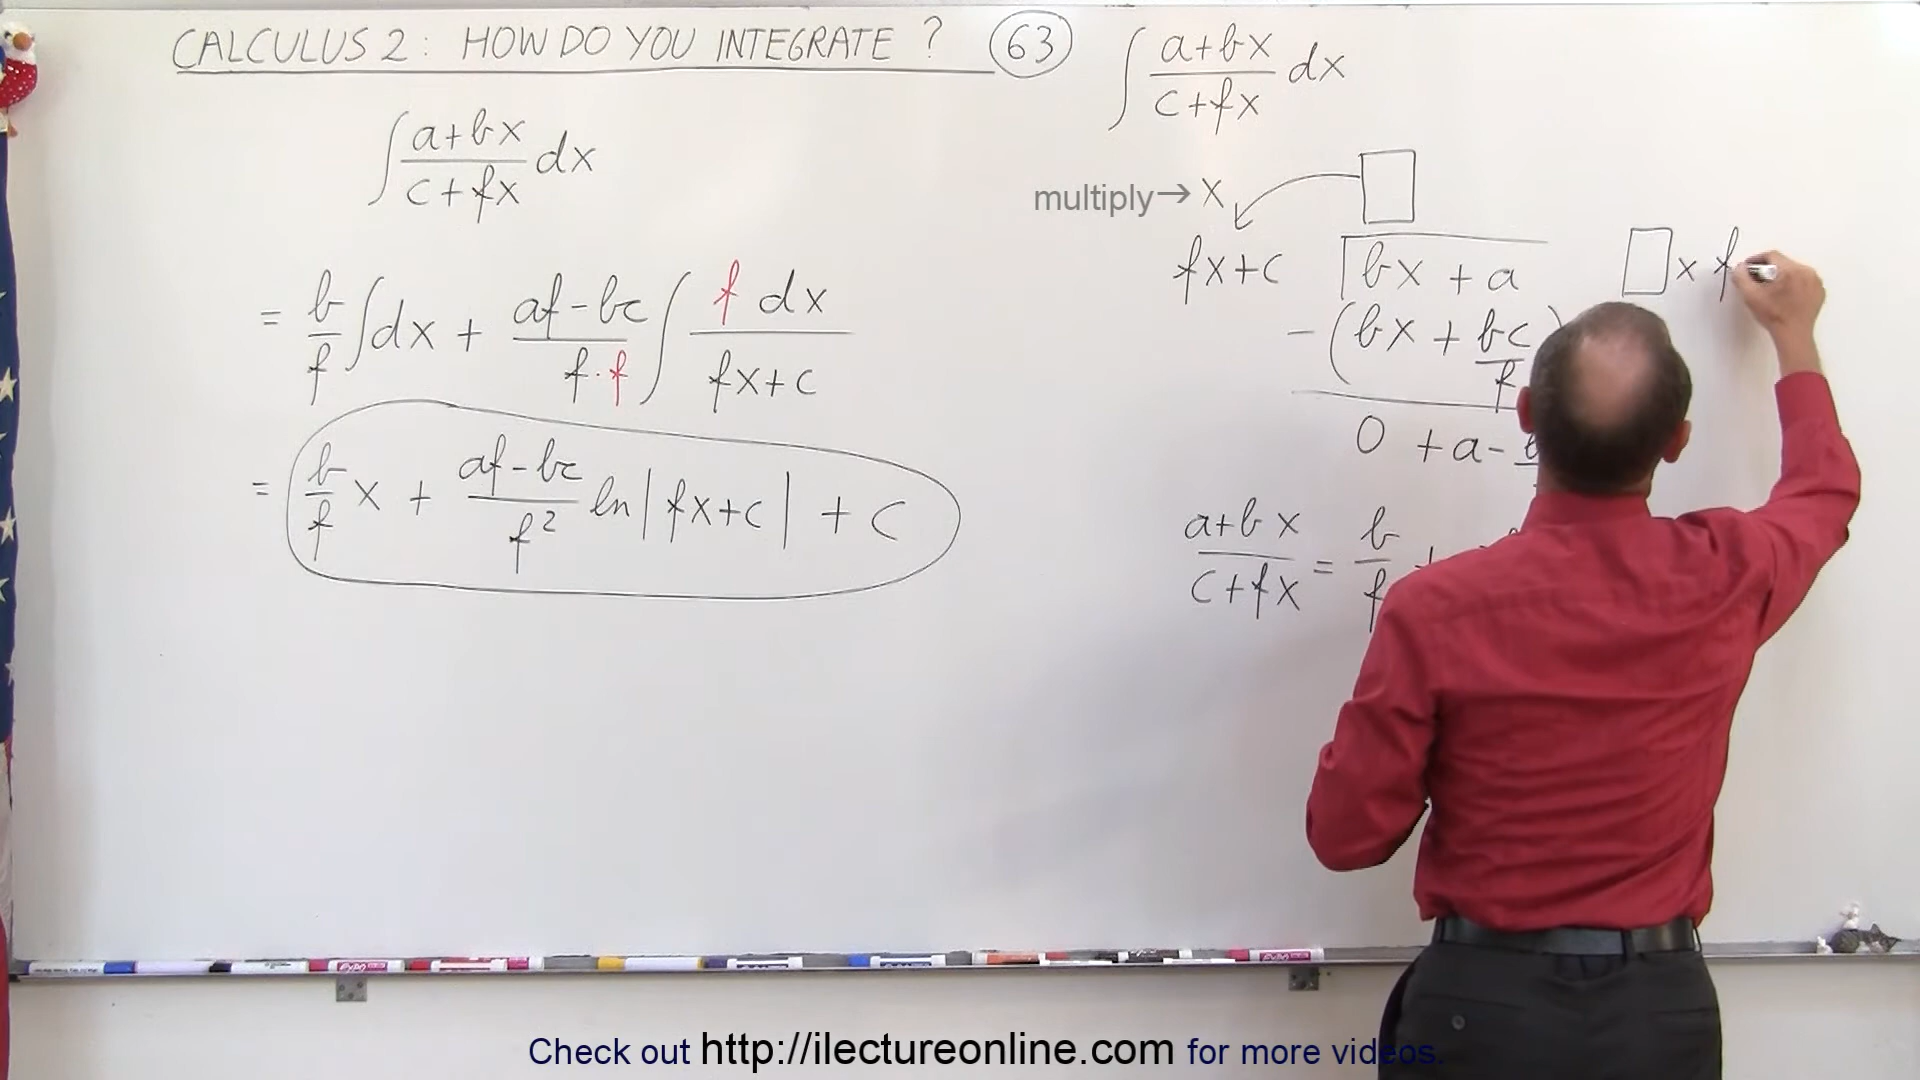 CALCULUS 2: HOW DO YOU INTEGRATE ? 63
∫ a+bx / c+fx dx
= b/f ∫ dx + af-bc / f·f ∫ f dx / fx+c
= b/f x + af-bc / f² ln| fx+c | + C
∫ a+bx / c+fx dx
multiply→ x □
fx+c bx + a □ x f
- (bx + bc/f )
0 + a -
a+bx / c+fx = b/f +
Check out http://ilectureonline.com for more videos.